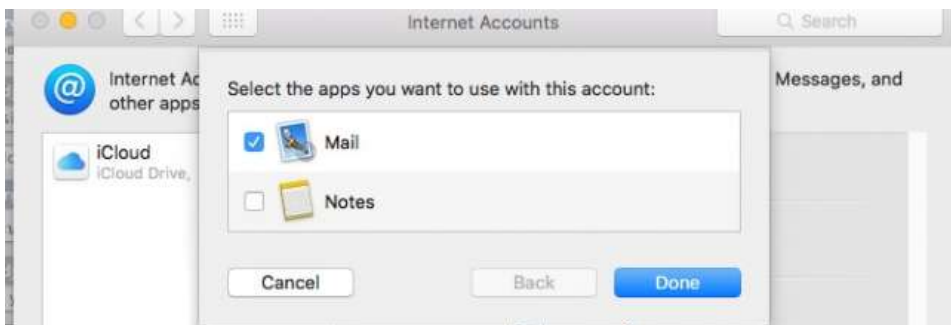 Internet Accounts
Search
Internet Ac
Messages, and
other apps
Select the apps you want to use with this account:
Mail
iCloud
iCloud Drive,
Notes
Cancel
Back
Done